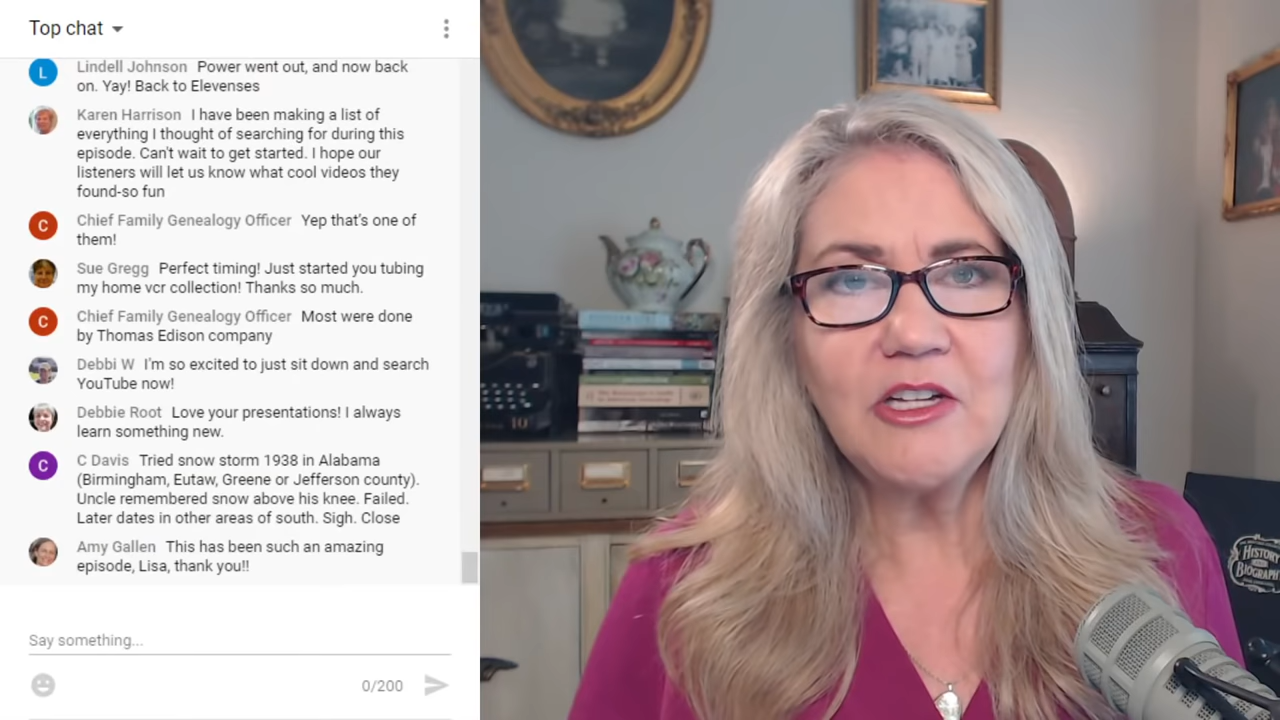 Top chat
Lindell Johnson Power went out, and now back
on. Yay! Back to Elevenses
Karen Harrison I have been making a list of
everything I thought of searching for during this
episode. Can't wait to get started. I hope our
listeners will let us know what cool videos they
found-so fun
C Chief Family Genealogy Officer Yep that's one of
them!
Sue Gregg Perfect timing! Just started you tubing
my home vcr collection! Thanks so much.
C Chief Family Genealogy Officer Most were done
by Thomas Edison company
Debbi W I'm so excited to just sit down and search
YouTube now!
Debbie Root Love your presentations! I always
learn something new.
C C Davis Tried snow storm 1938 in Alabama
(Birmingham, Eutaw, Greene or Jefferson county).
Uncle remembered snow above his knee. Failed.
Later dates in other areas of south. Sigh. Close
Amy Gallen This has been such an amazing
episode, Lisa, thank you!!
Say something...
0/200
10
HISTORY
BIOGRAPHY